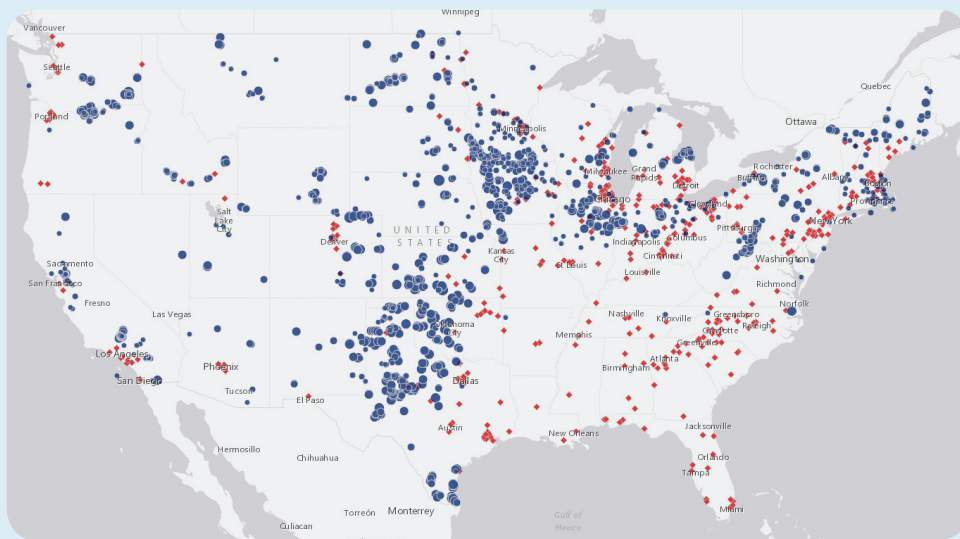 Winnipeg
Vancouver
Seattle
Quebec
Portland
Ottawa
Minneapolis
Rochester
Milwaukee
Grand
Rapids
Buffalo
Albany
Boston
Detroit
Providence
Chicago
Cleveland
New York
Salt
Lake
City
Denver
UNITED
STATES
Pittsburgh
Indianapolis
Columbus
Kansas
City
Cincinnati
Washington
Sacramento
St Louis
San Francisco
Louisville
Richmond
Fresno
Norfolk
Las Vegas
Nashville
Knoxville
Greensboro
Raleigh
Oklahoma
City
Memphis
Charlotte
Greenville
Los Angeles
Atlanta
Phoenix
Birmingham
San Diego
Dallas
Tucson
El Paso
Austin
New Orleans
Jacksonville
Hermosillo
Chihuahua
Orlando
Tampa
Torreón
Monterrey
Miami
Gulf of
Mexico
Culiacan